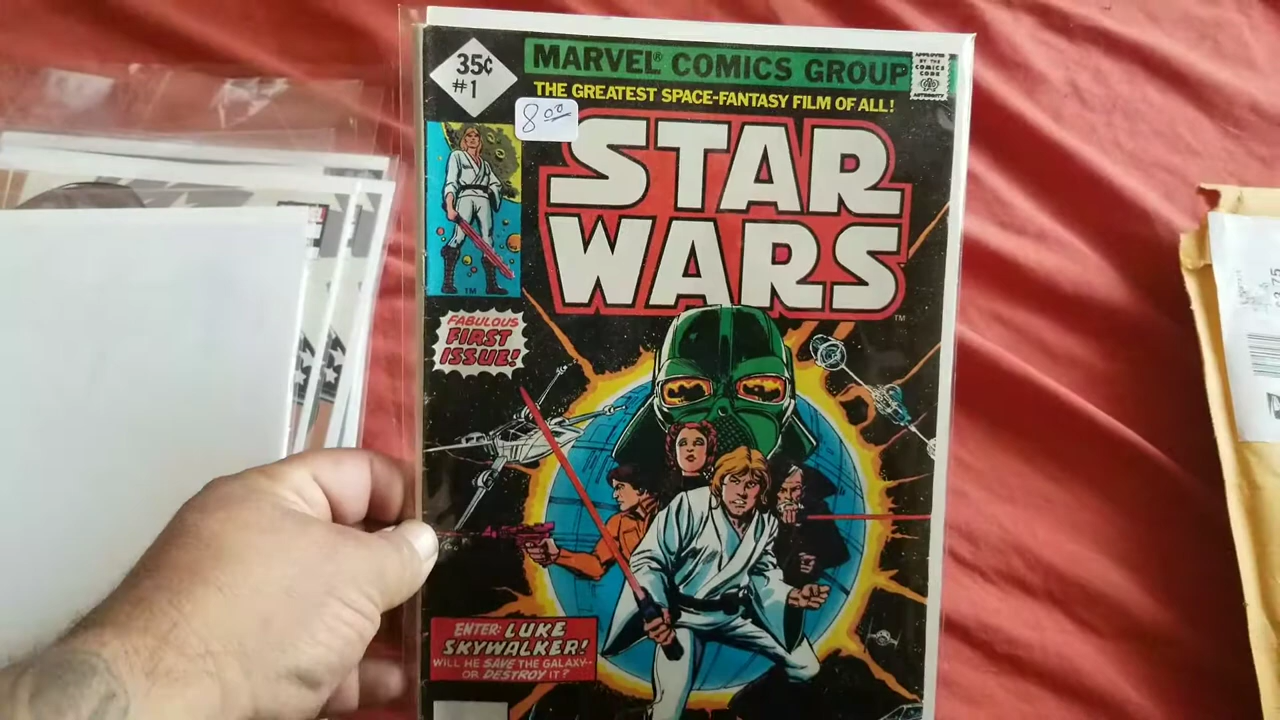 35¢
#1
MARVEL® COMICS GROUP
APPROVED
BY THE
COMICS
CODE
AUTHORITY
THE GREATEST SPACE-FANTASY FILM OF ALL!
8 00
STAR
WARS
TM
TM
FABULOUS
FIRST
ISSUE!
ENTER: LUKE
SKYWALKER!
WILL HE SAVE THE GALAXY--
OR DESTROY IT?